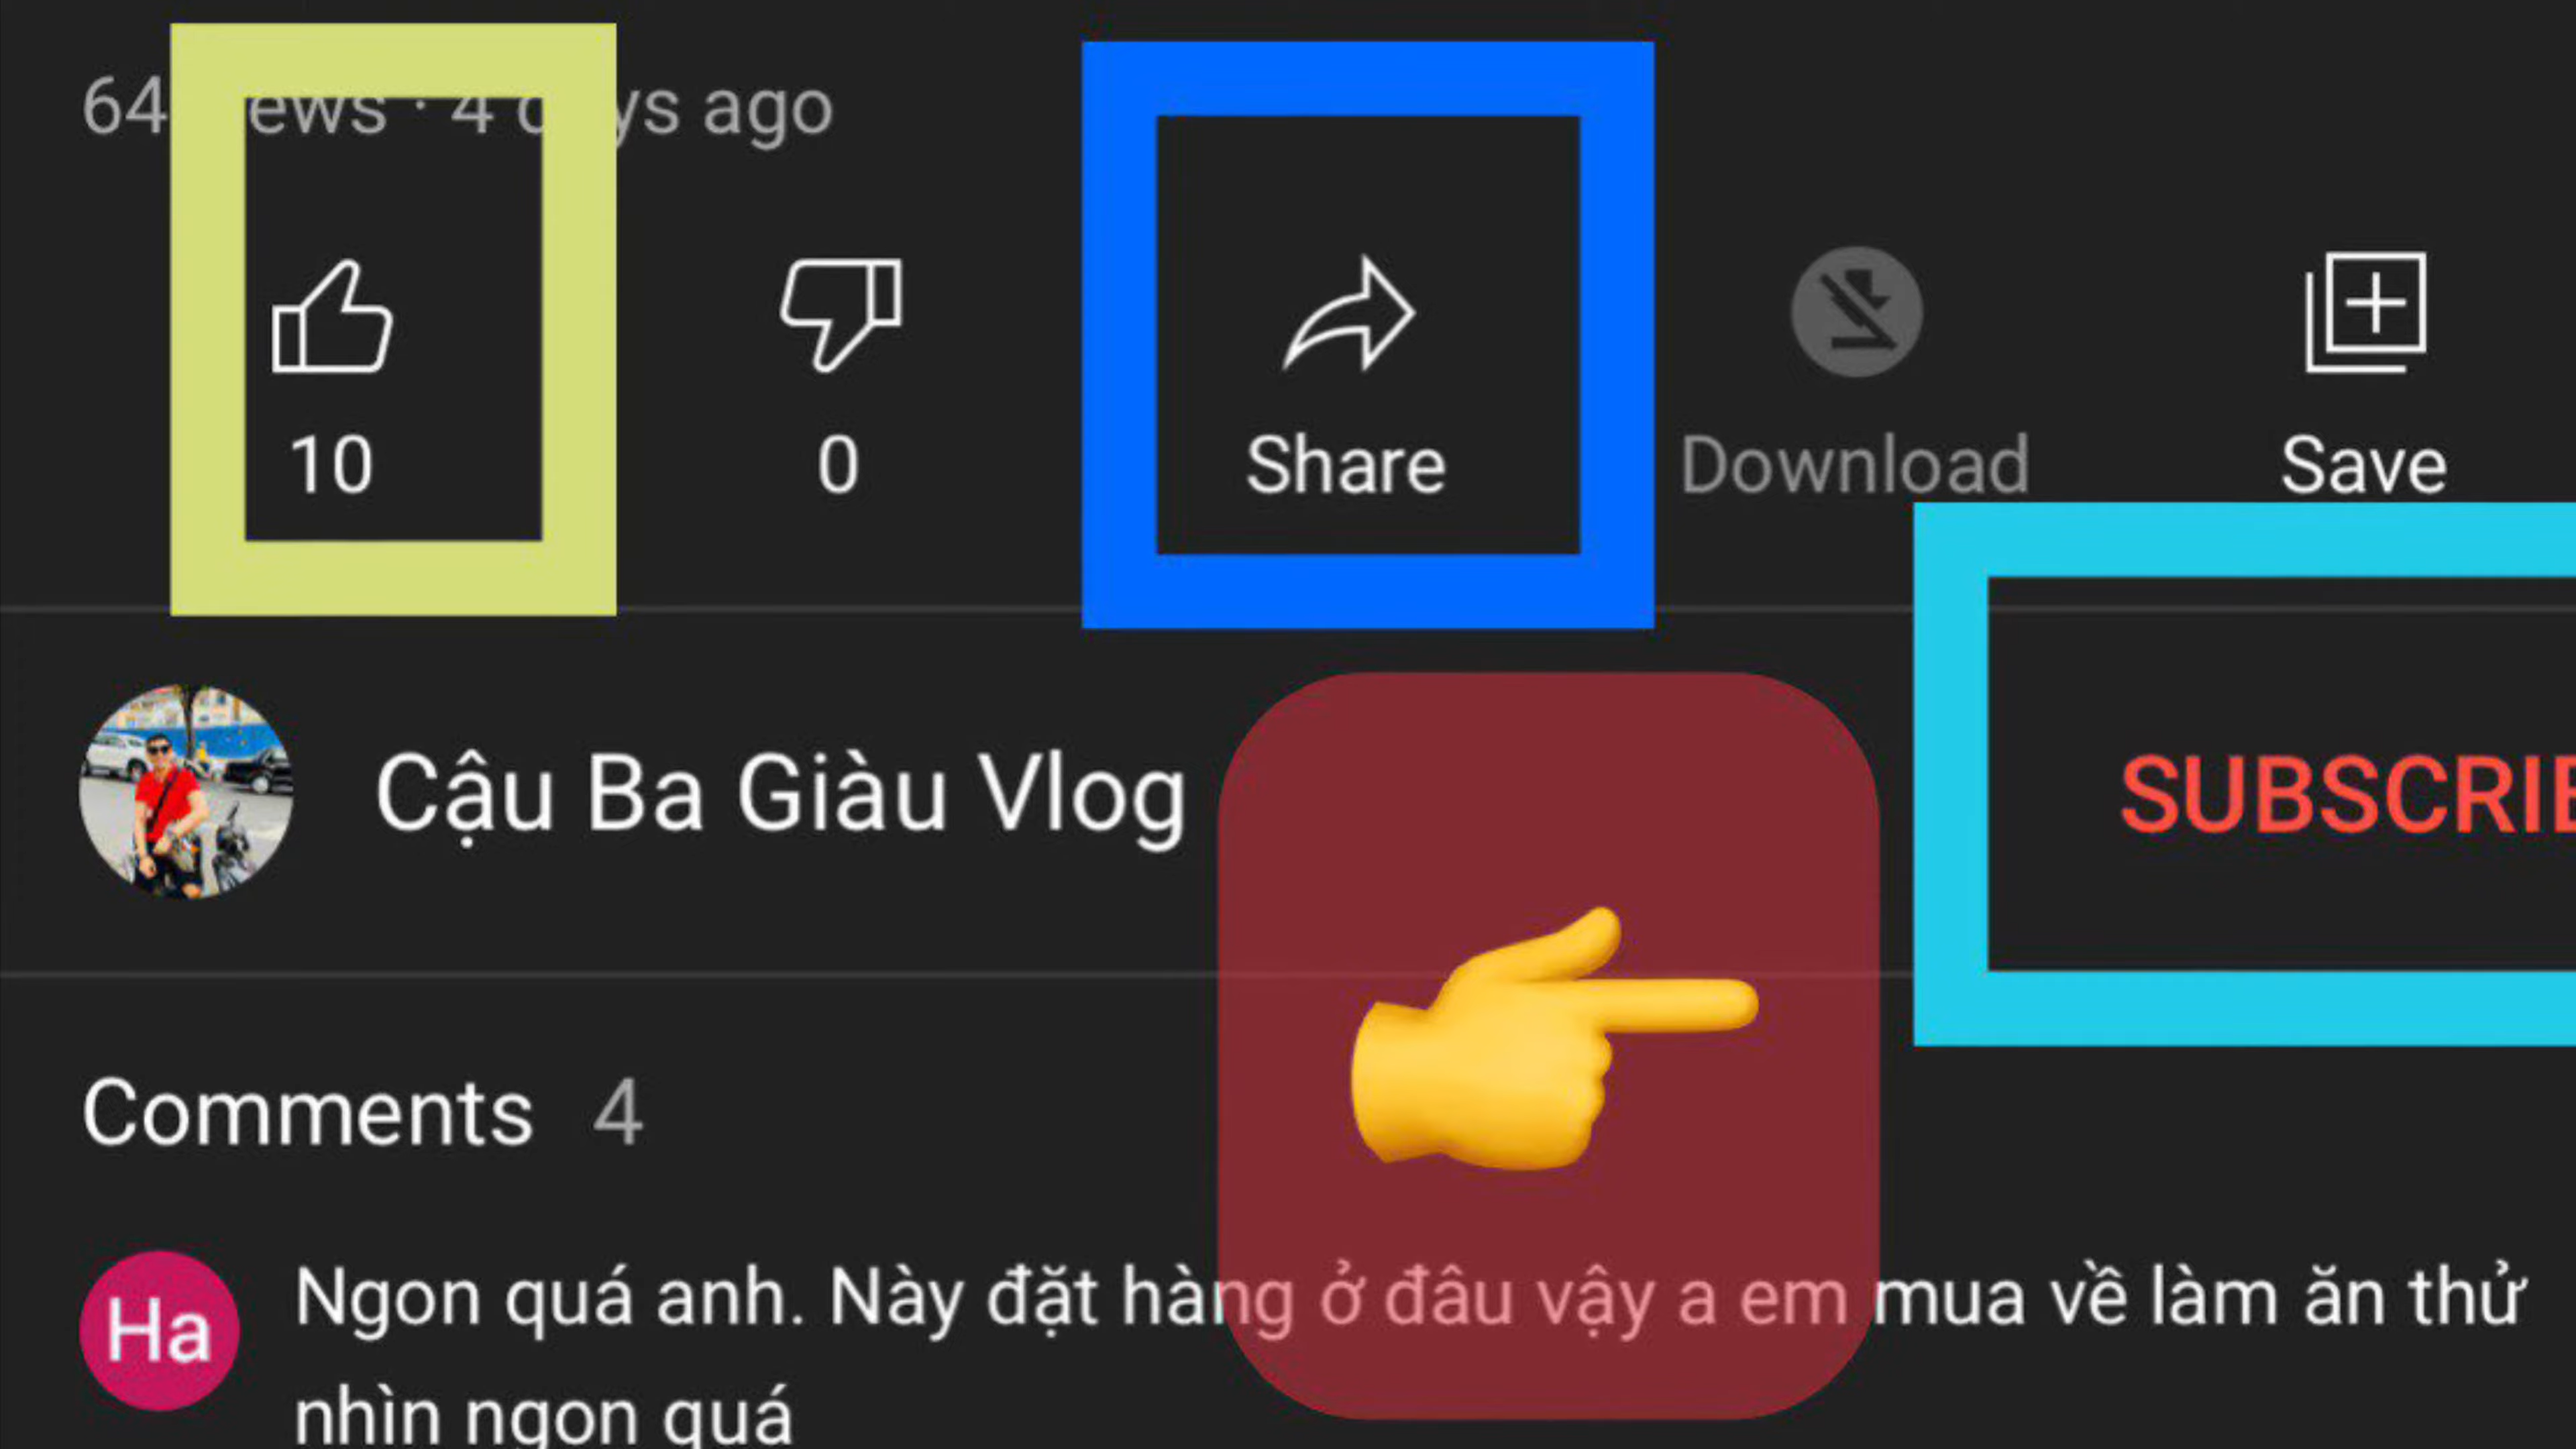 64 ews · 4 ys ago
10
0
Share
Download
Save
Cậu Ba Giàu Vlog
SUBSCRIB
Comments 4
Ha
Ngon quá anh. Này đặt hàng ở đâu vậy a em mua về làm ăn thử
nhìn ngon quá